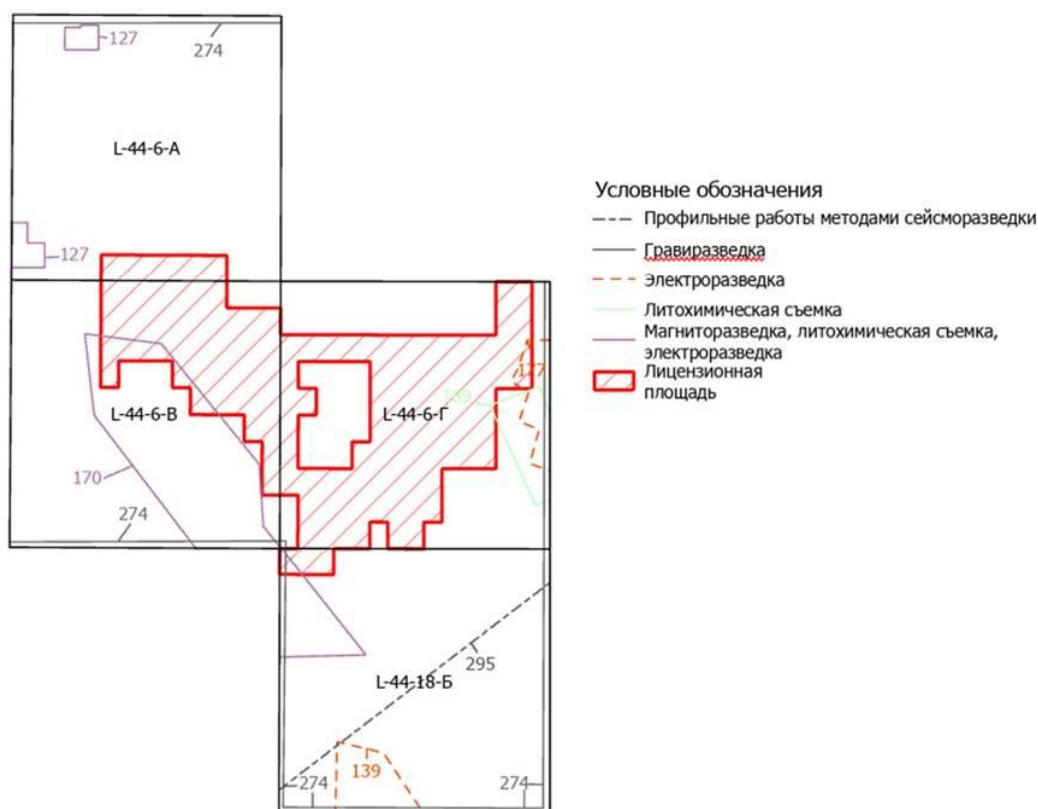 127
274
L-44-6-А
127
Условные обозначения
Профильные работы методами сейсморазведки
Гравиразведка
Электроразведка
Литохимическая съемка
Магниторазведка, литохимическая съемка,
электроразведка
Лицензионная
площадь
177
139
L-44-6-В
L-44-6-Г
170
274
295
L-44-18-Б
139
274
274